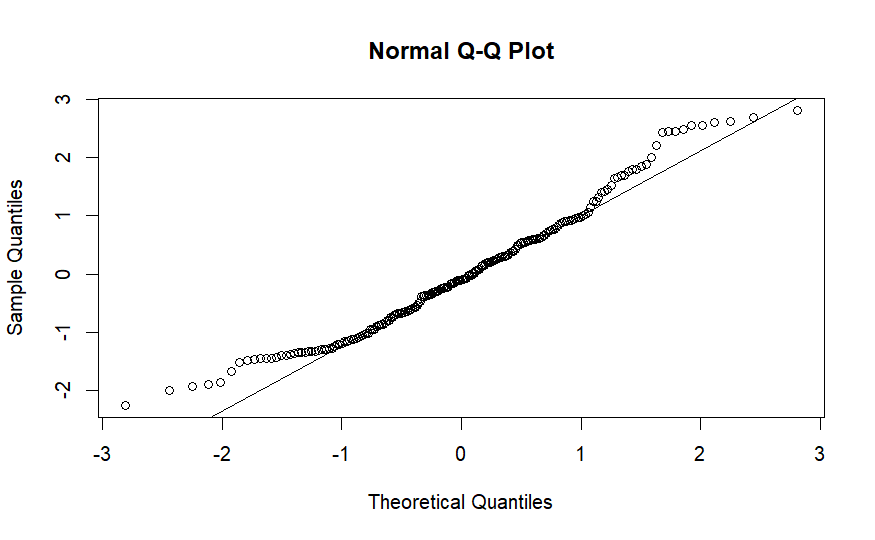 Normal Q-Q Plot
Sample Quantiles
3
2
1
0
-1
-2
-3 -2 -1 0 1 2 3
Theoretical Quantiles